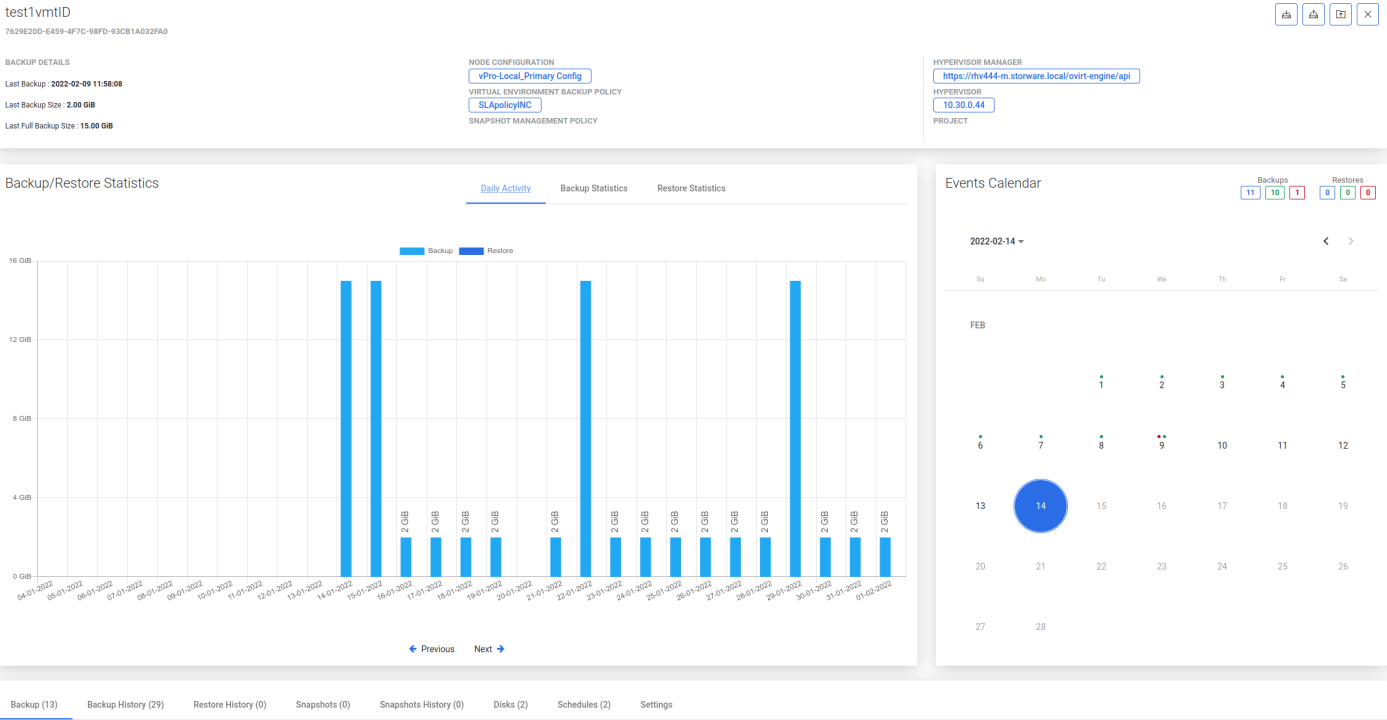 test1vmtID
7629E20D-E459-4F7C-98FD-93CB1A032FA0
BACKUP DETAILS
Last Backup : 2022-02-09 11:58:08
Last Backup Size : 2.00 GiB
Last Full Backup Size : 15.00 GiB
NODE CONFIGURATION
vPro-Local_Primary Config
VIRTUAL ENVIRONMENT BACKUP POLICY
SLApolicyINC
SNAPSHOT MANAGEMENT POLICY
HYPERVISOR MANAGER
https://rhv444-m.storware.local/ovirt-engine/api
HYPERVISOR
10.30.0.44
PROJECT
Backup/Restore Statistics
Daily Activity Backup Statistics Restore Statistics
Backup Restore
16 GiB
12 GiB
8 GiB
4 GiB
0 GiB
2 GiB 2 GiB 2 GiB 2 GiB 2 GiB 2 GiB 2 GiB 2 GiB 2 GiB 2 GiB 2 GiB 2 GiB 2 GiB 2 GiB
04-01-2022 05-01-2022 06-01-2022 07-01-2022 08-01-2022 09-01-2022 10-01-2022 11-01-2022 12-01-2022 13-01-2022 14-01-2022 15-01-2022 16-01-2022 17-01-2022 18-01-2022 19-01-2022 20-01-2022 21-01-2022 22-01-2022 23-01-2022 24-01-2022 25-01-2022 26-01-2022 27-01-2022 28-01-2022 29-01-2022 30-01-2022 31-01-2022 01-02-2022
Previous Next
Events Calendar
Backups Restores
11 10 1 0 0 0
2022-02-14
Su Mo Tu We Th Fr Sa
FEB
1 2 3 4 5
6 7 8 9 10 11 12
13 14 15 16 17 18 19
20 21 22 23 24 25 26
27 28
Backup (13) Backup History (29) Restore History (0) Snapshots (0) Snapshots History (0) Disks (2) Schedules (2) Settings